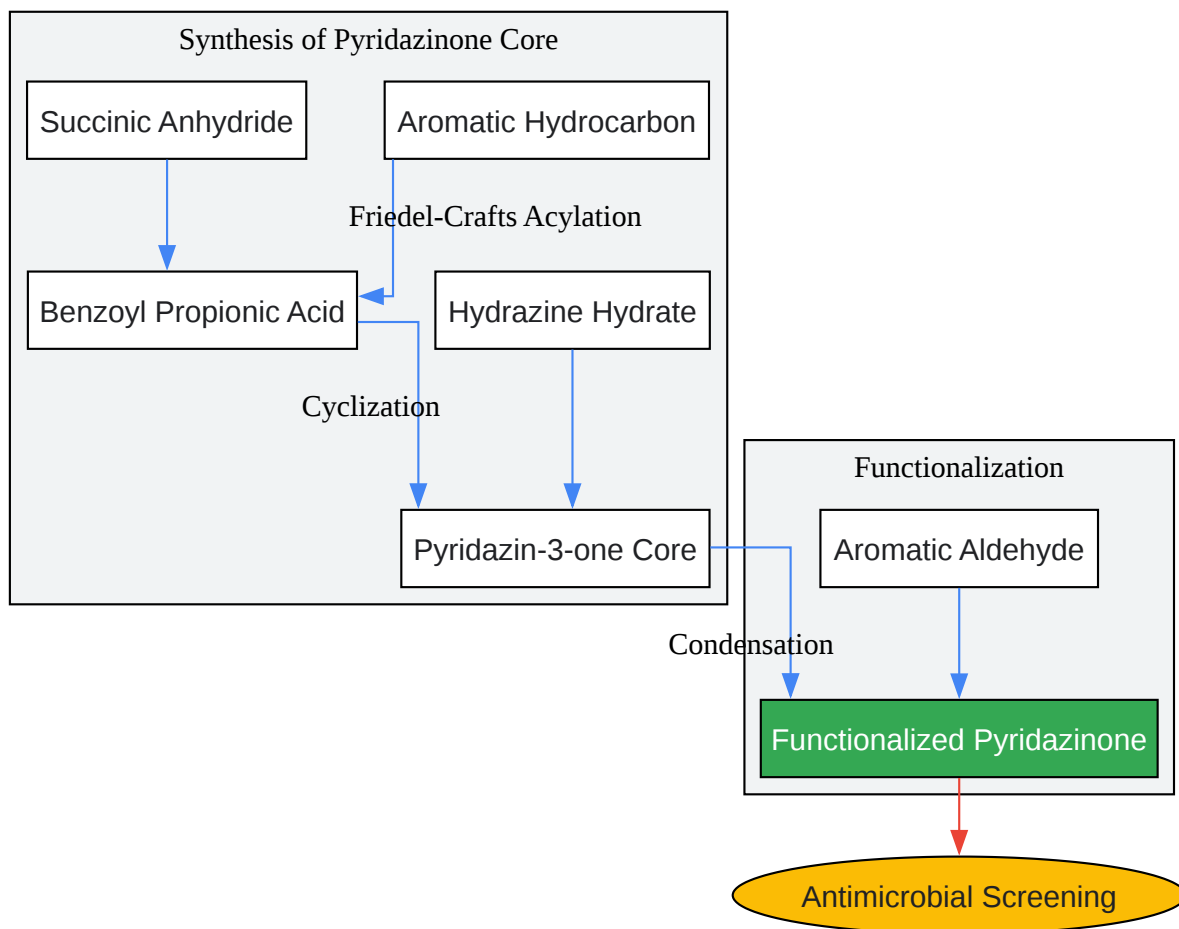 Synthesis of Pyridazinone Core
Succinic Anhydride
Aromatic Hydrocarbon
Friedel-Crafts Acylation
Benzoyl Propionic Acid
Hydrazine Hydrate
Cyclization
Pyridazin-3-one Core
Functionalization
Aromatic Aldehyde
Condensation
Functionalized Pyridazinone
Antimicrobial Screening